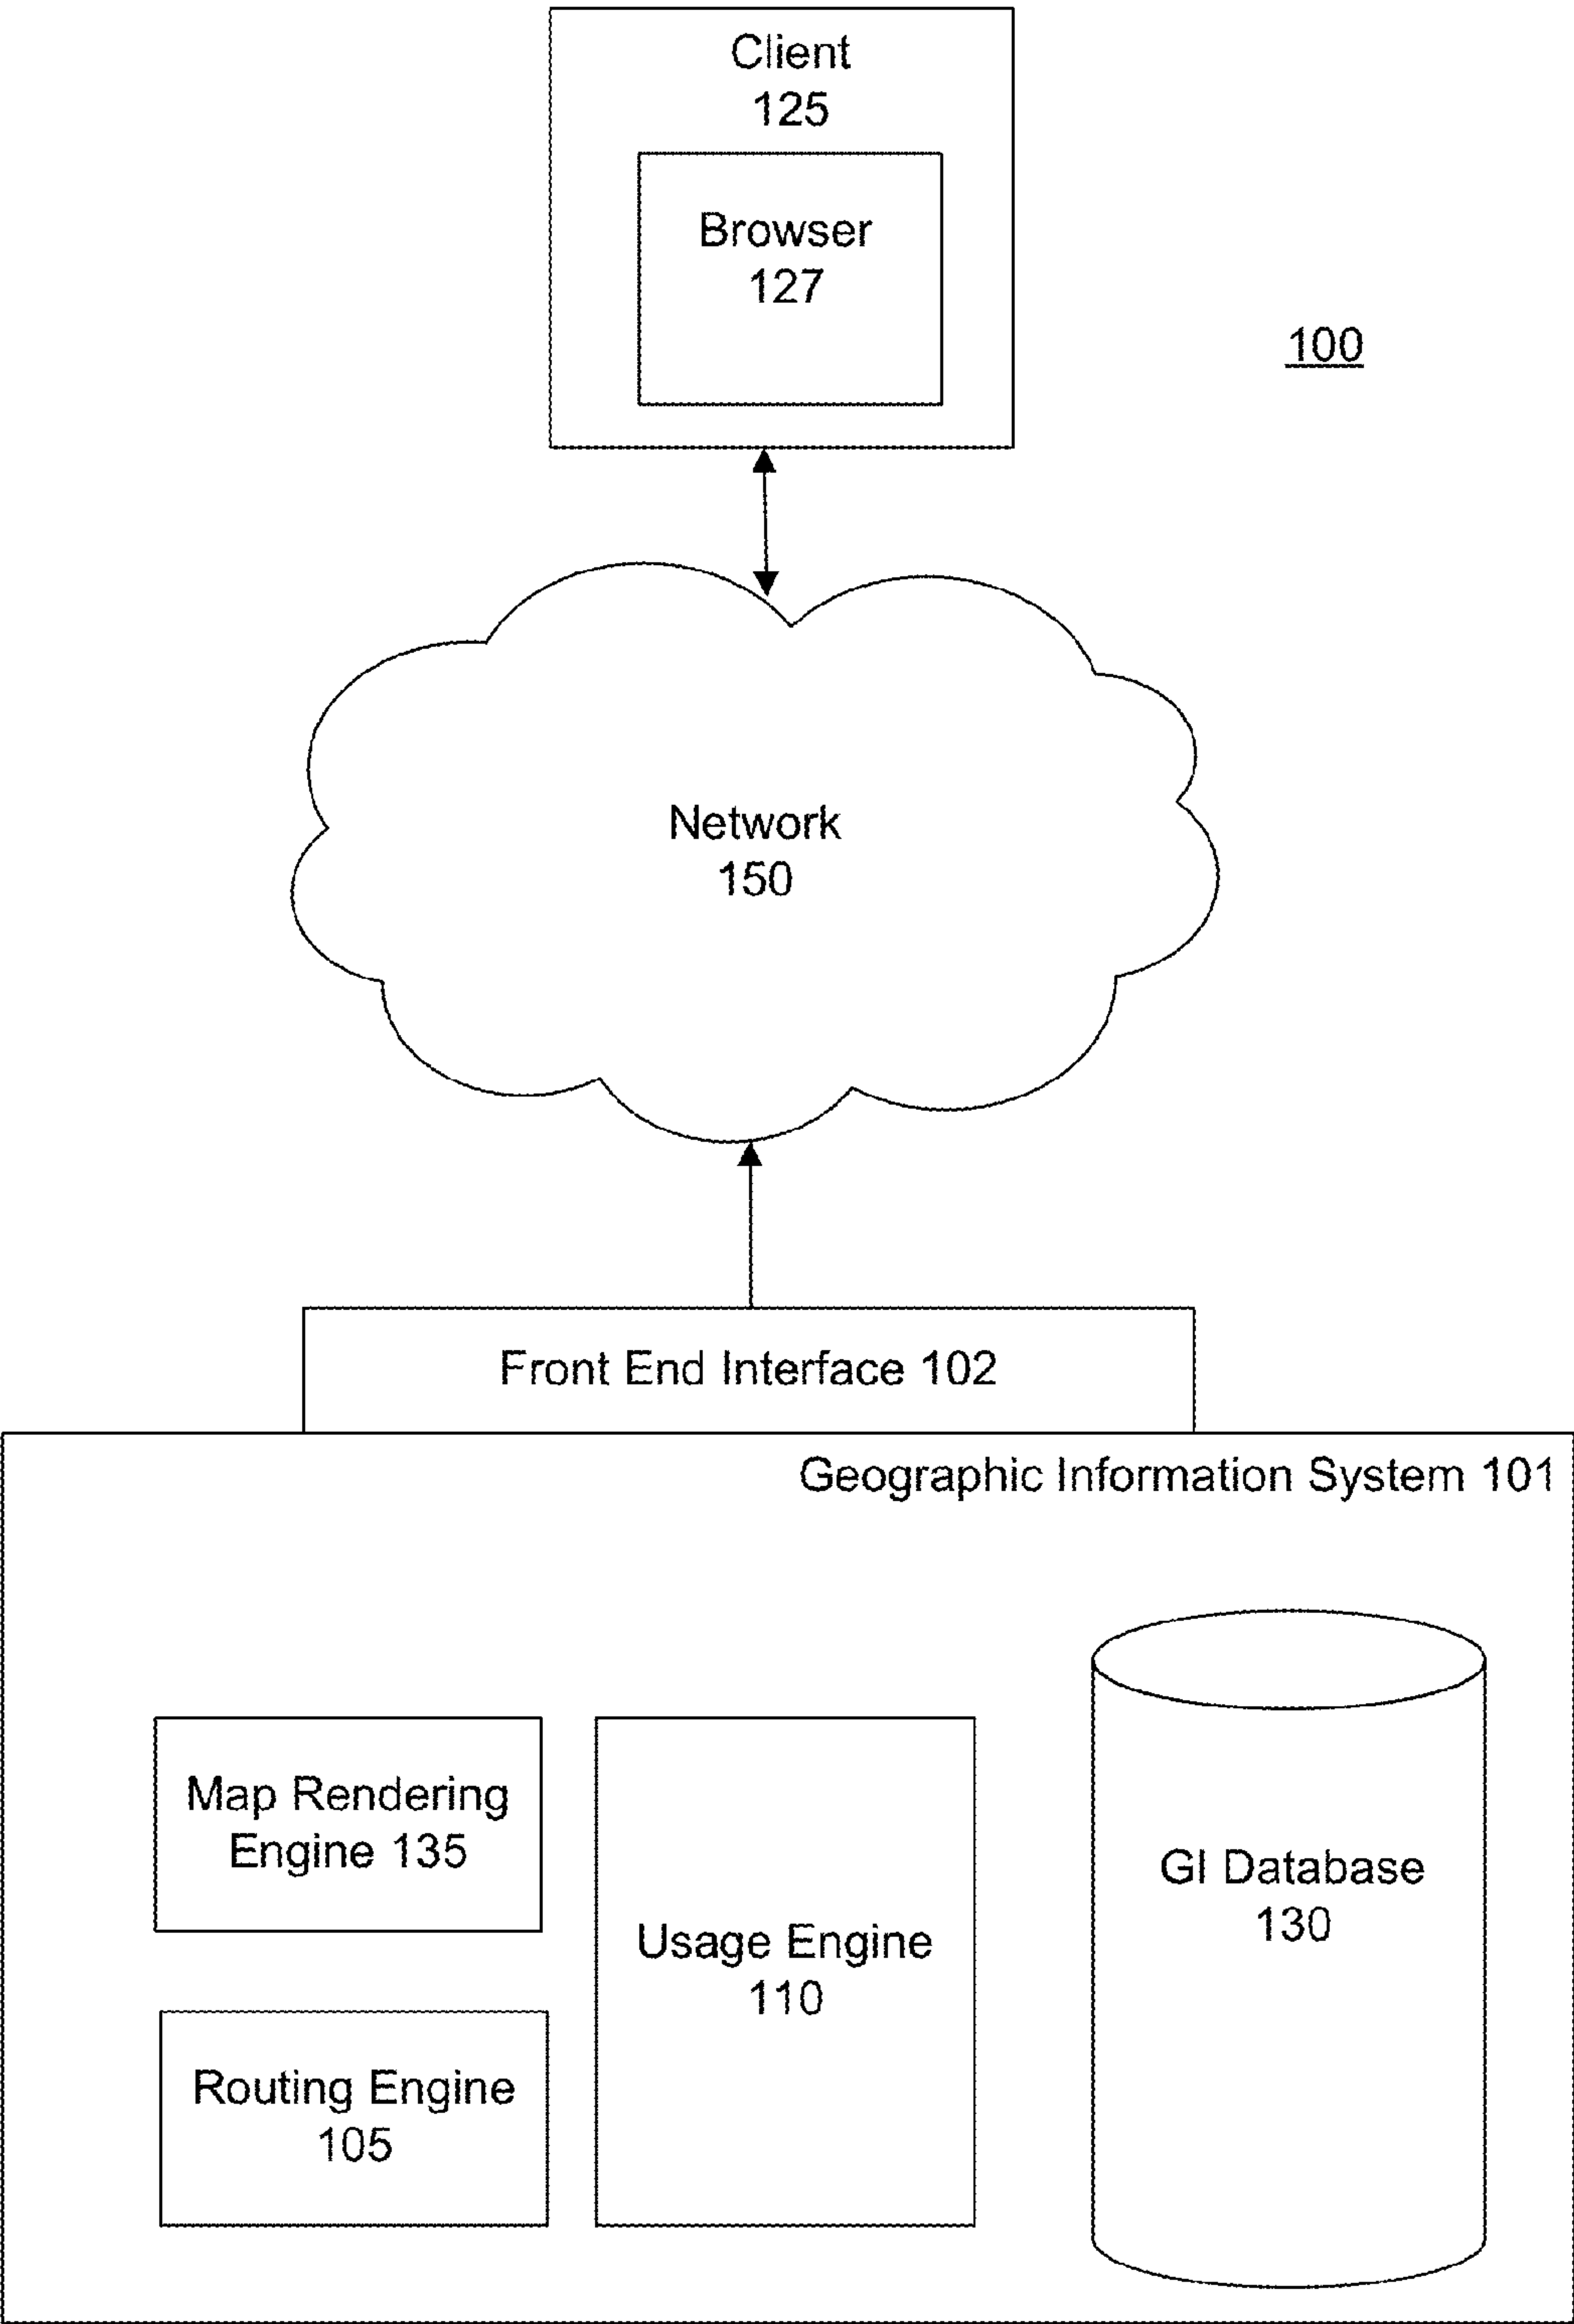 Client
125
Browser
127
100
Network
150
Front End Interface 102
Geographic Information System 101
Map Rendering
Engine 135
Usage Engine
110
GI Database
130
Routing Engine
105